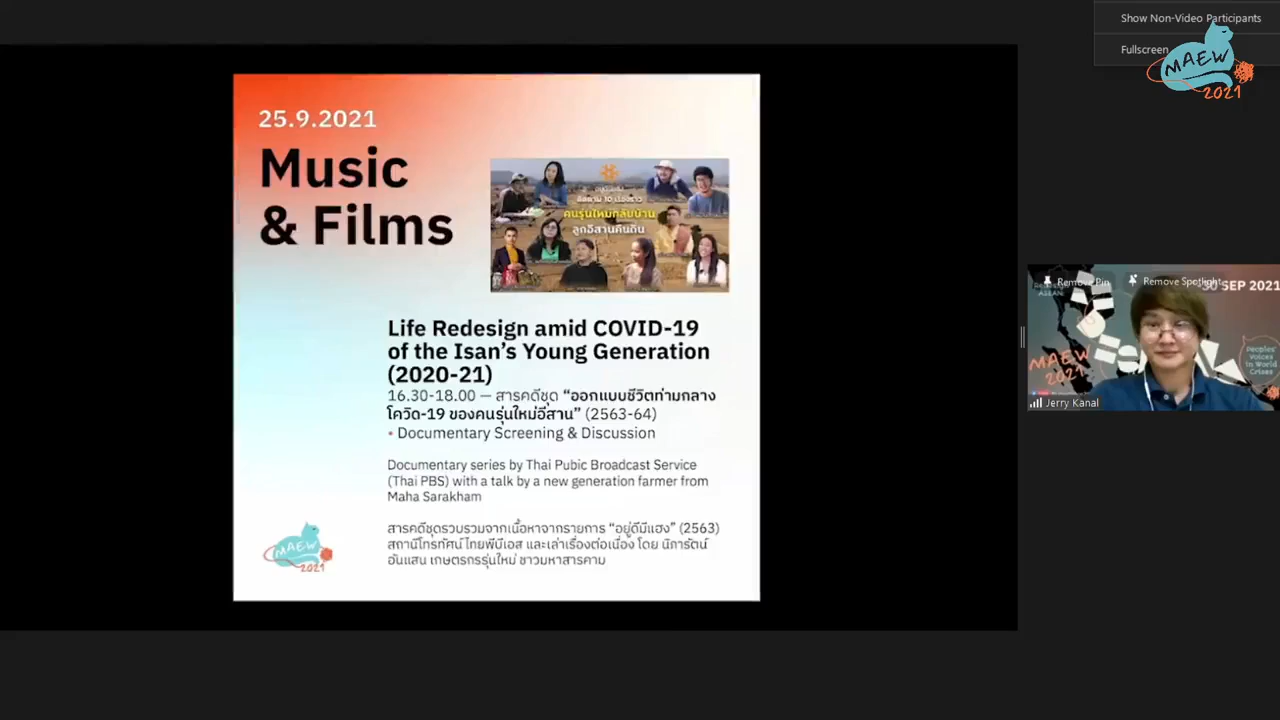 Show Non-Video Participants
Fullscreen
MAEW
2021
25.9.2021
Music
& Films
คนรุ่นใหม่กลับบ้าน
ลูกอีสานคืนถิ่น
Life Redesign amid COVID-19
of the Isan's Young Generation
(2020-21)
16.30-18.00 — สารคดีชุด “ออกแบบชีวิตท่ามกลาง
โควิด-19 ของคนรุ่นใหม่อีสาน” (2563-64)
• Documentary Screening & Discussion
Documentary series by Thai Pubic Broadcast Service
(Thai PBS) with a talk by a new generation farmer from
Maha Sarakham
สารคดีชุดรวบรวมจากเนื้อหาจากรายการ “อยู่ดีมีแฮง” (2563)
สถานีโทรทัศน์ไทยพีบีเอส และเล่าเรื่องต่อเนื่อง โดย นิภารัตน์
อันแสน เกษตรกรรุ่นใหม่ ชาวมหาสารคาม
MAEW
2021
Remove Pin
Remove Spotlight
30 SEP 2021
ASEAN
MAEW
2021
Peoples'
Voices
in World
Crises
Jerry Kanal